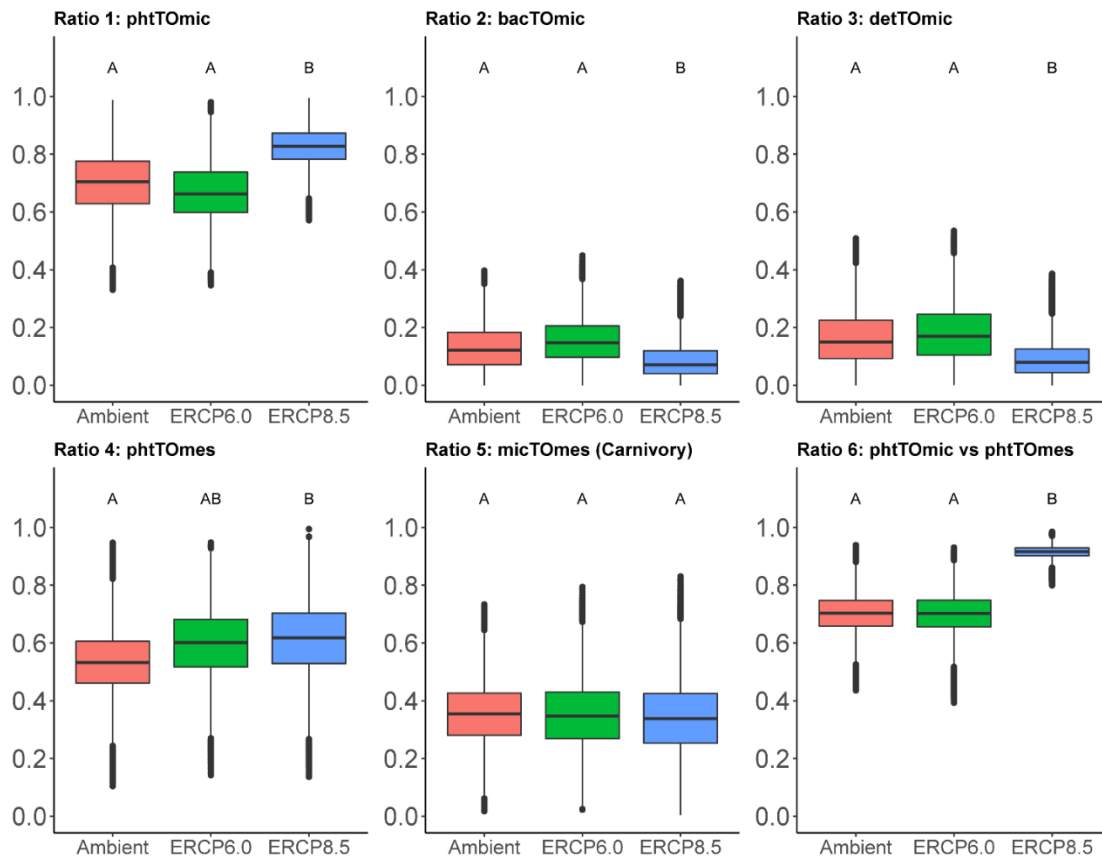 Ratio 1: phtTOmic
A A B
1.0
0.8
0.6
0.4
0.2
0.0
Ambient ERCP6.0 ERCP8.5
Ratio 2: bacTOmic
A A B
1.0
0.8
0.6
0.4
0.2
0.0
Ambient ERCP6.0 ERCP8.5
Ratio 3: detTOmic
A A B
1.0
0.8
0.6
0.4
0.2
0.0
Ambient ERCP6.0 ERCP8.5
Ratio 4: phtTOmes
A AB B
1.0
0.8
0.6
0.4
0.2
0.0
Ambient ERCP6.0 ERCP8.5
Ratio 5: micTOmes (Carnivory)
A A A
1.0
0.8
0.6
0.4
0.2
0.0
Ambient ERCP6.0 ERCP8.5
Ratio 6: phtTOmic vs phtTOmes
A A B
1.0
0.8
0.6
0.4
0.2
0.0
Ambient ERCP6.0 ERCP8.5